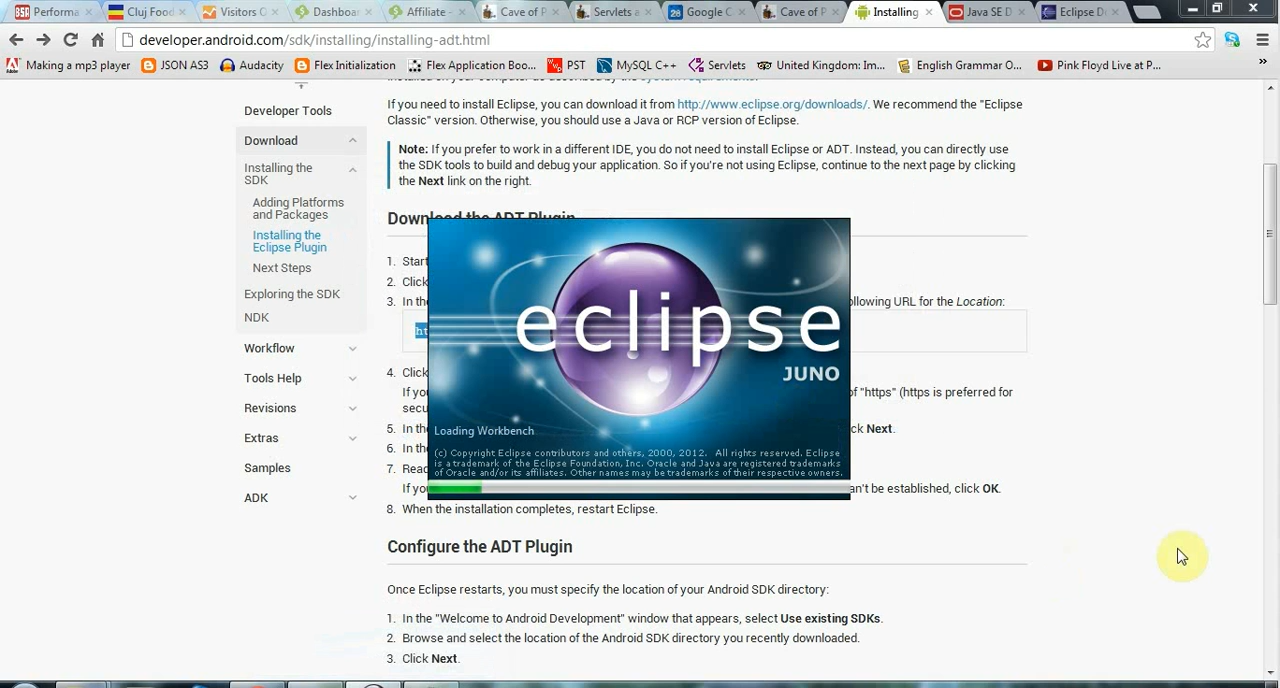 Performa
Cluj Food
Visitors O
Dashboa
Affiliate -
Cave of P
Servlets a
Google C
Cave of P
Installing
Java SE D
Eclipse D
developer.android.com/sdk/installing/installing-adt.html
Making a mp3 player
JSON AS3
Audacity
Flex Initialization
Flex Application Boo...
PST
MySQL C++
Servlets
United Kingdom: Im...
English Grammar O...
Pink Floyd Live at P...
Developer Tools
Download
Installing the
SDK
Adding Platforms
and Packages
Installing the
Eclipse Plugin
Next Steps
Exploring the SDK
NDK
Workflow
Tools Help
Revisions
Extras
Samples
ADK
installed on your computer as described by the system requirements.
If you need to install Eclipse, you can download it from http://www.eclipse.org/downloads/. We recommend the "Eclipse
Classic" version. Otherwise, you should use a Java or RCP version of Eclipse.
Note: If you prefer to work in a different IDE, you do not need to install Eclipse or ADT. Instead, you can directly use
the SDK tools to build and debug your application. So if you're not using Eclipse, continue to the next page by clicking
the Next link on the right.
Download the ADT Plugin
1. Start
2. Click
3. In the
ollowing URL for the Location:
ht
4. Click
If you
of "https" (https is preferred for
secu
5. In the
ck Next.
6. In the
7. Read
If you
an't be established, click OK.
8. When the installation completes, restart Eclipse.
eclipse
JUNO
Loading Workbench
(c) Copyright Eclipse contributors and others, 2000, 2012. All rights reserved. Eclipse
is a trademark of the Eclipse Foundation, Inc. Oracle and Java are registered trademarks
of Oracle and/or its affiliates. Other names may be trademarks of their respective owners.
Configure the ADT Plugin
Once Eclipse restarts, you must specify the location of your Android SDK directory:
1. In the "Welcome to Android Development" window that appears, select Use existing SDKs.
2. Browse and select the location of the Android SDK directory you recently downloaded.
3. Click Next.